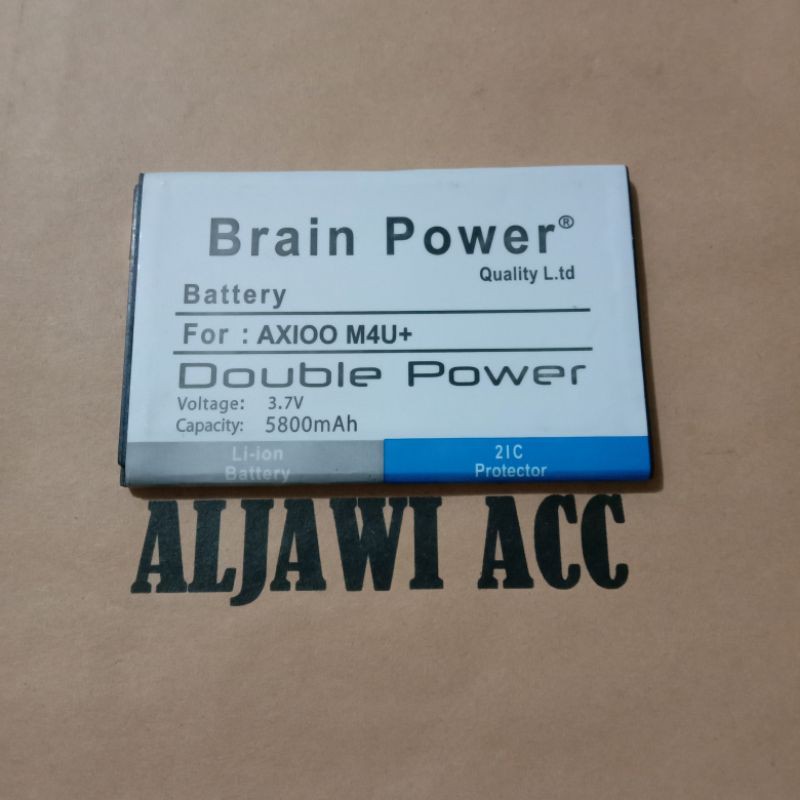 Brain Power®
Quality L.td
Battery
For : AXIOO M4U+
Double Power
Voltage: 3.7V
Capacity: 5800mAh
Li-ion
Battery
2IC
Protector
ALJAWI ACC